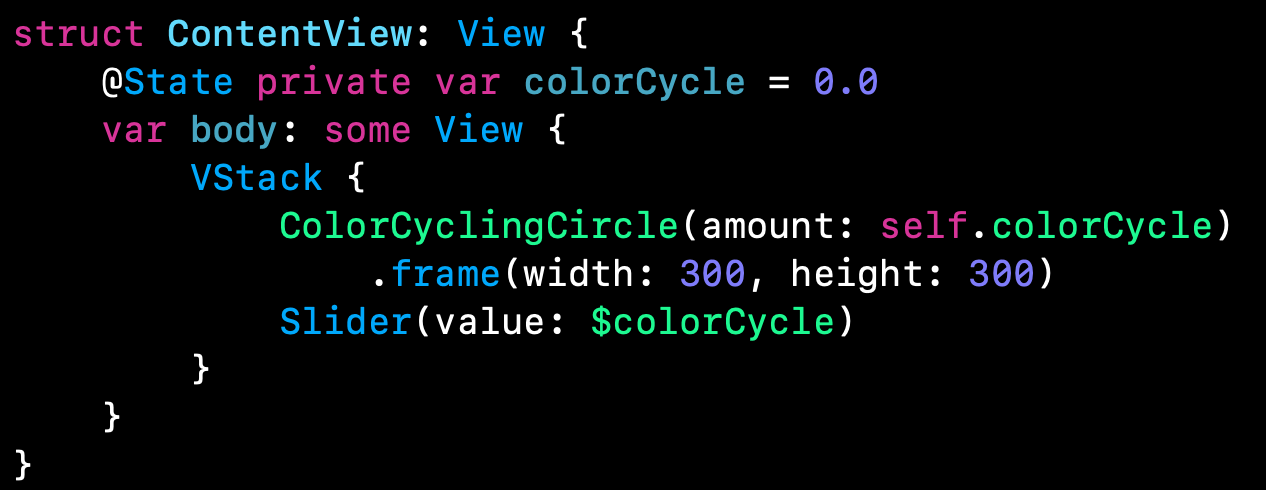 struct ContentView: View {
    @State private var colorCycle = 0.0
    var body: some View {
        VStack {
            ColorCyclingCircle(amount: self.colorCycle)
                .frame(width: 300, height: 300)
            Slider(value: $colorCycle)
        }
    }
}